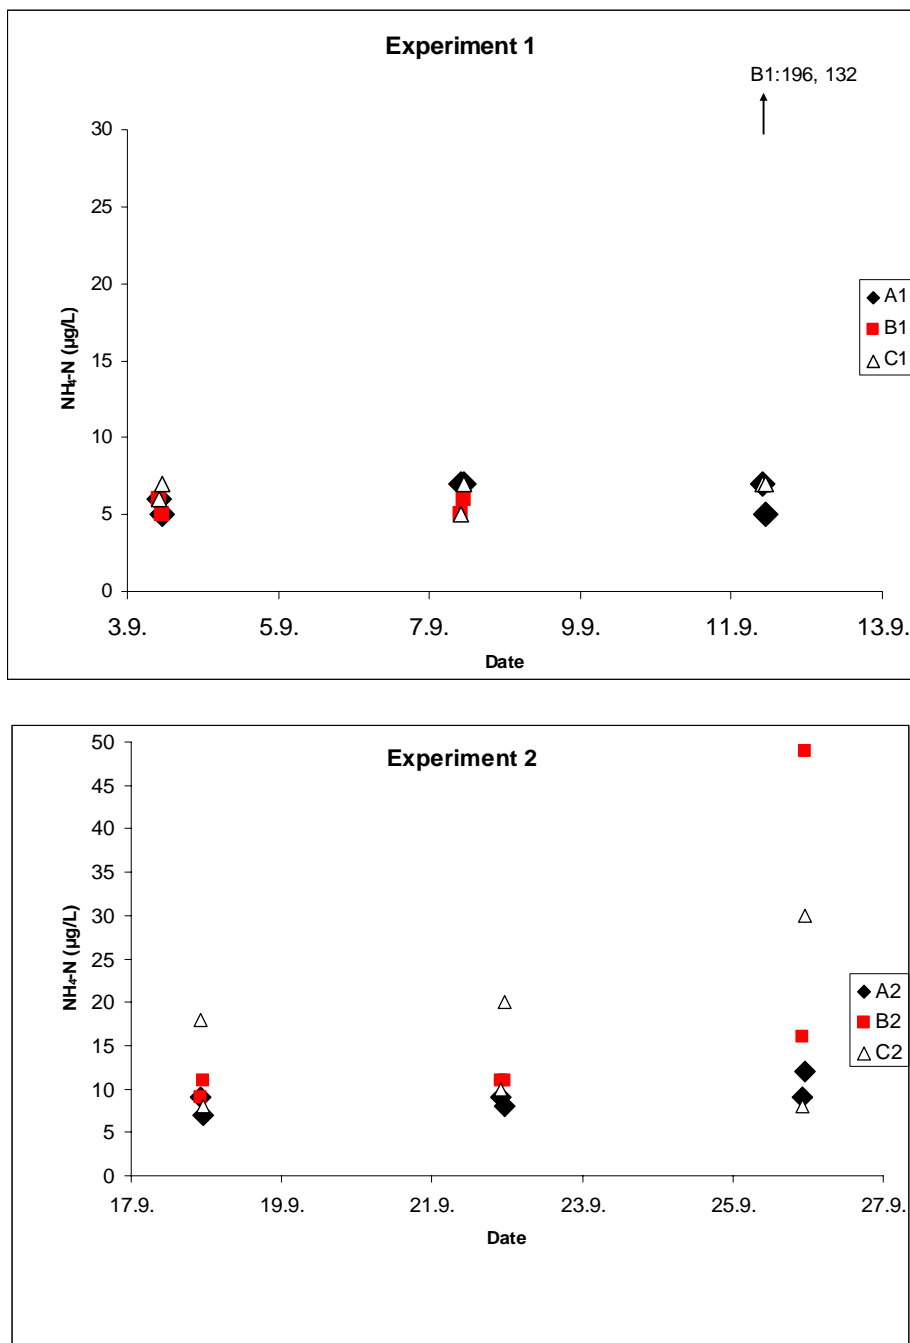 Experiment 1
B1:196, 132
30
25
20
15
10
5
0
NH₄-N (µg/L)
A1
B1
C1
3.9. 5.9. 7.9. 9.9. 11.9. 13.9.
Date
Experiment 2
50
45
40
35
30
25
20
15
10
5
0
NH₄-N (µg/L)
A2
B2
C2
17.9. 19.9. 21.9. 23.9. 25.9. 27.9.
Date